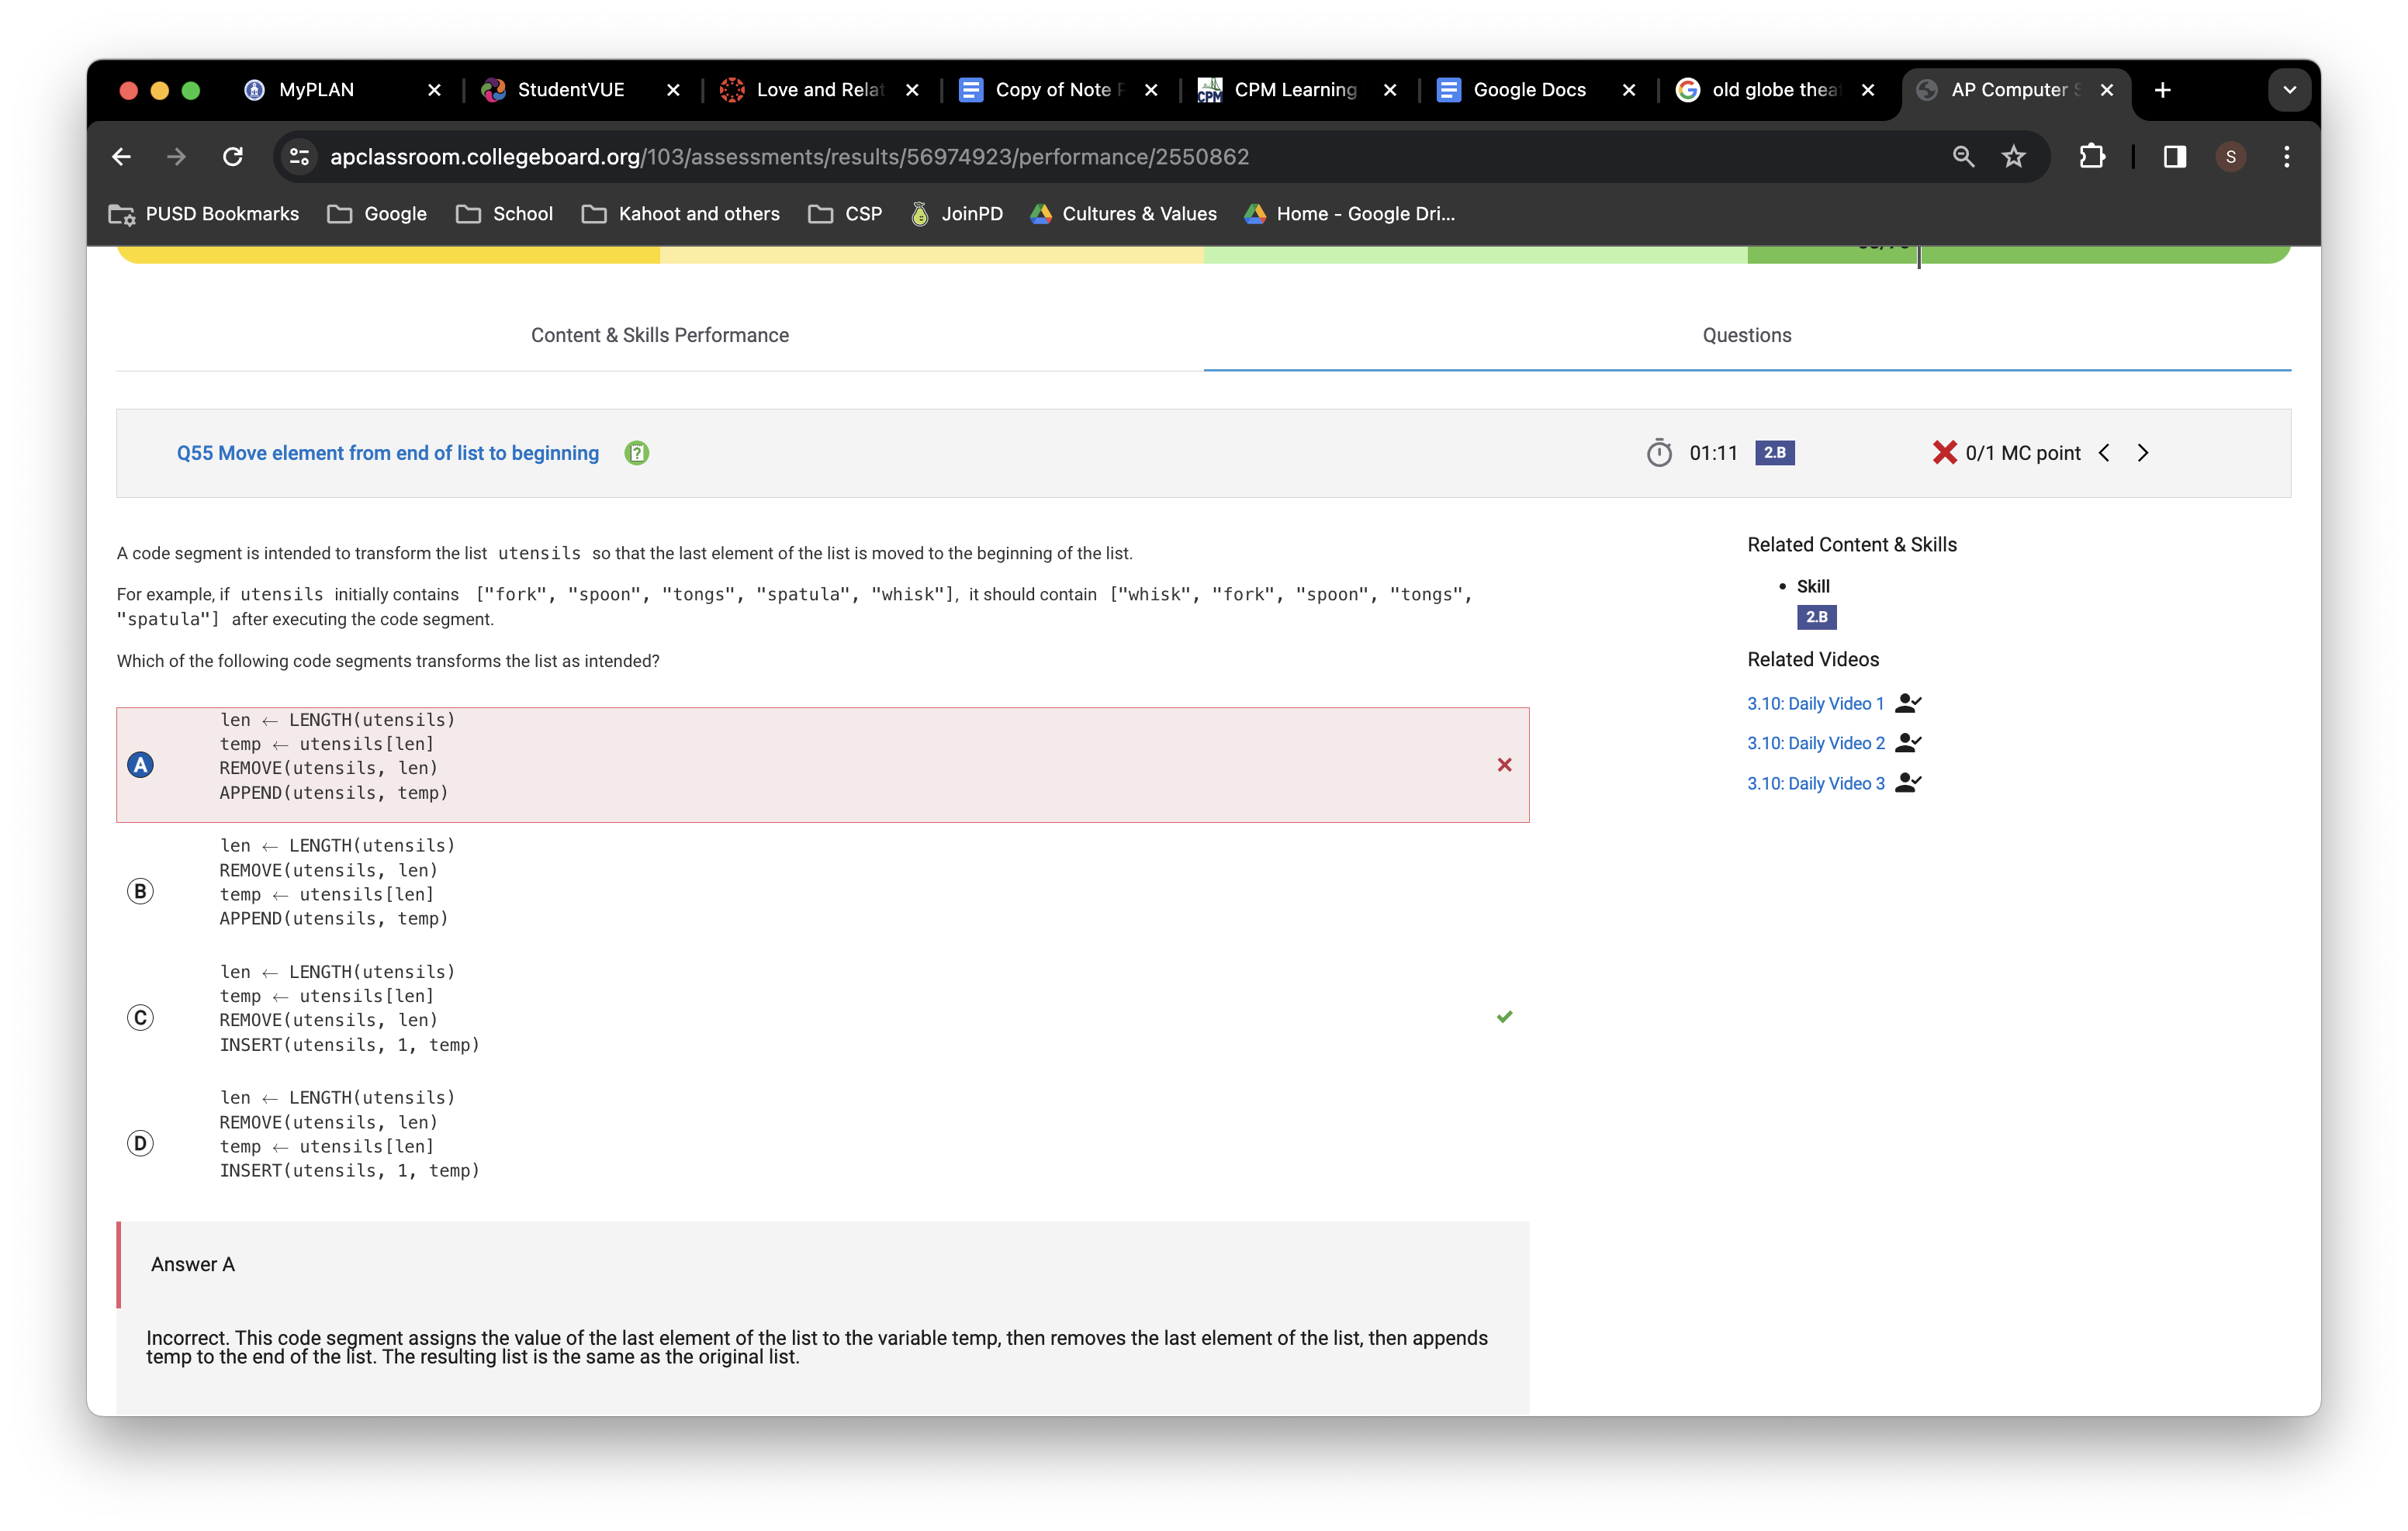 MyPLAN
StudentVUE
Love and Relat
Copy of Note
CPM Learning
Google Docs
old globe thea
AP Computer S
apclassroom.collegeboard.org/103/assessments/results/56974923/performance/2550862
S
PUSD Bookmarks
Google
School
Kahoot and others
CSP
JoinPD
Cultures & Values
Home - Google Dri...
Content & Skills Performance
Questions
Q55 Move element from end of list to beginning
01:11
2.B
0/1 MC point
A code segment is intended to transform the list utensils so that the last element of the list is moved to the beginning of the list.
For example, if utensils initially contains ["fork", "spoon", "tongs", "spatula", "whisk"], it should contain ["whisk", "fork", "spoon", "tongs",
"spatula"] after executing the code segment.
Which of the following code segments transforms the list as intended?
A
len ← LENGTH(utensils)
temp ← utensils[len]
REMOVE(utensils, len)
APPEND(utensils, temp)
B
len ← LENGTH(utensils)
REMOVE(utensils, len)
temp ← utensils[len]
APPEND(utensils, temp)
C
len ← LENGTH(utensils)
temp ← utensils[len]
REMOVE(utensils, len)
INSERT(utensils, 1, temp)
D
len ← LENGTH(utensils)
REMOVE(utensils, len)
temp ← utensils[len]
INSERT(utensils, 1, temp)
Answer A
Incorrect. This code segment assigns the value of the last element of the list to the variable temp, then removes the last element of the list, then appends
temp to the end of the list. The resulting list is the same as the original list.
Related Content & Skills
• Skill
2.B
Related Videos
3.10: Daily Video 1
3.10: Daily Video 2
3.10: Daily Video 3